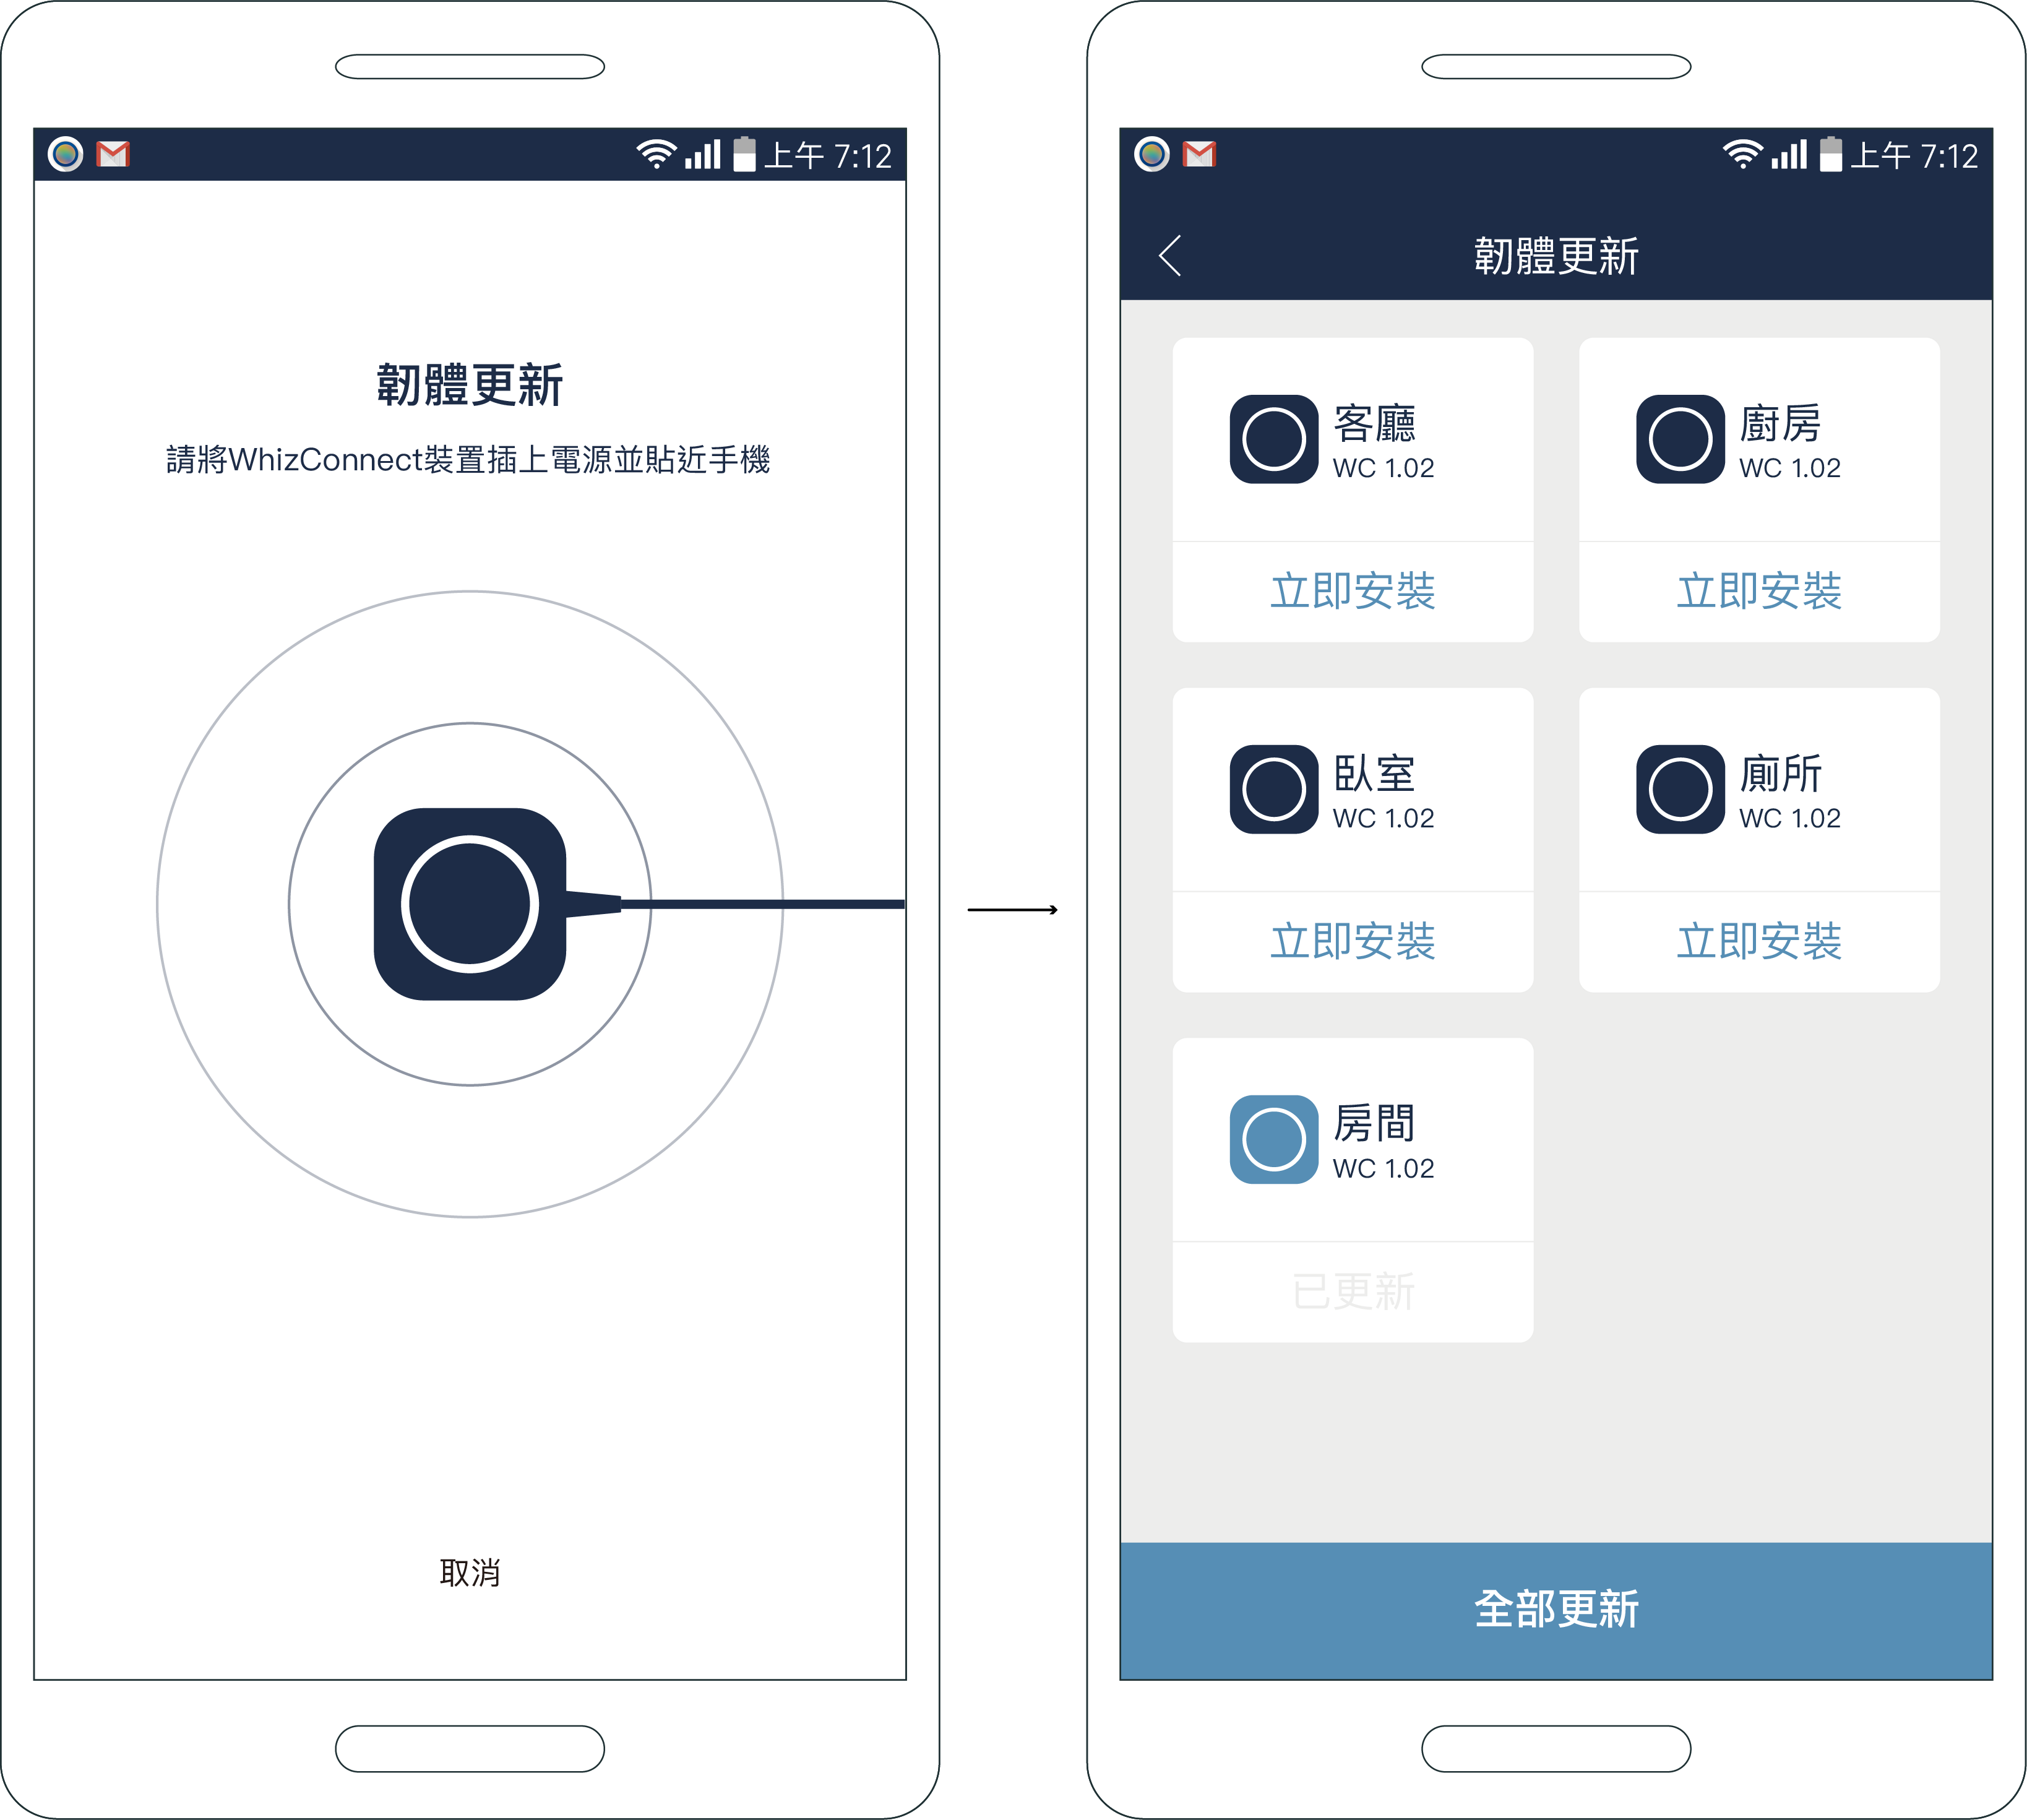 上午 7:12
韌體更新
請將WhizConnect裝置插上電源並貼近手機
取消
上午 7:12
韌體更新
客廳
WC 1.02
立即安裝
廚房
WC 1.02
立即安裝
臥室
WC 1.02
立即安裝
廁所
WC 1.02
立即安裝
房間
WC 1.02
已更新
全部更新